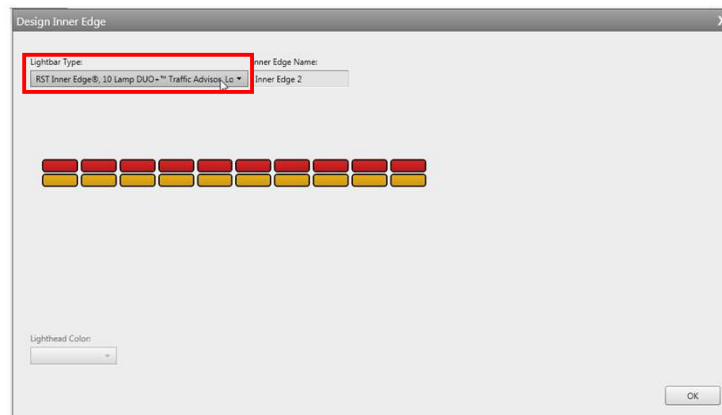 Design Inner Edge
Lightbar Type:
Inner Edge Name:
RST Inner Edge®, 10 Lamp DUO+™ Traffic Advisor, Lo
Inner Edge 2
Lighthead Color:
OK